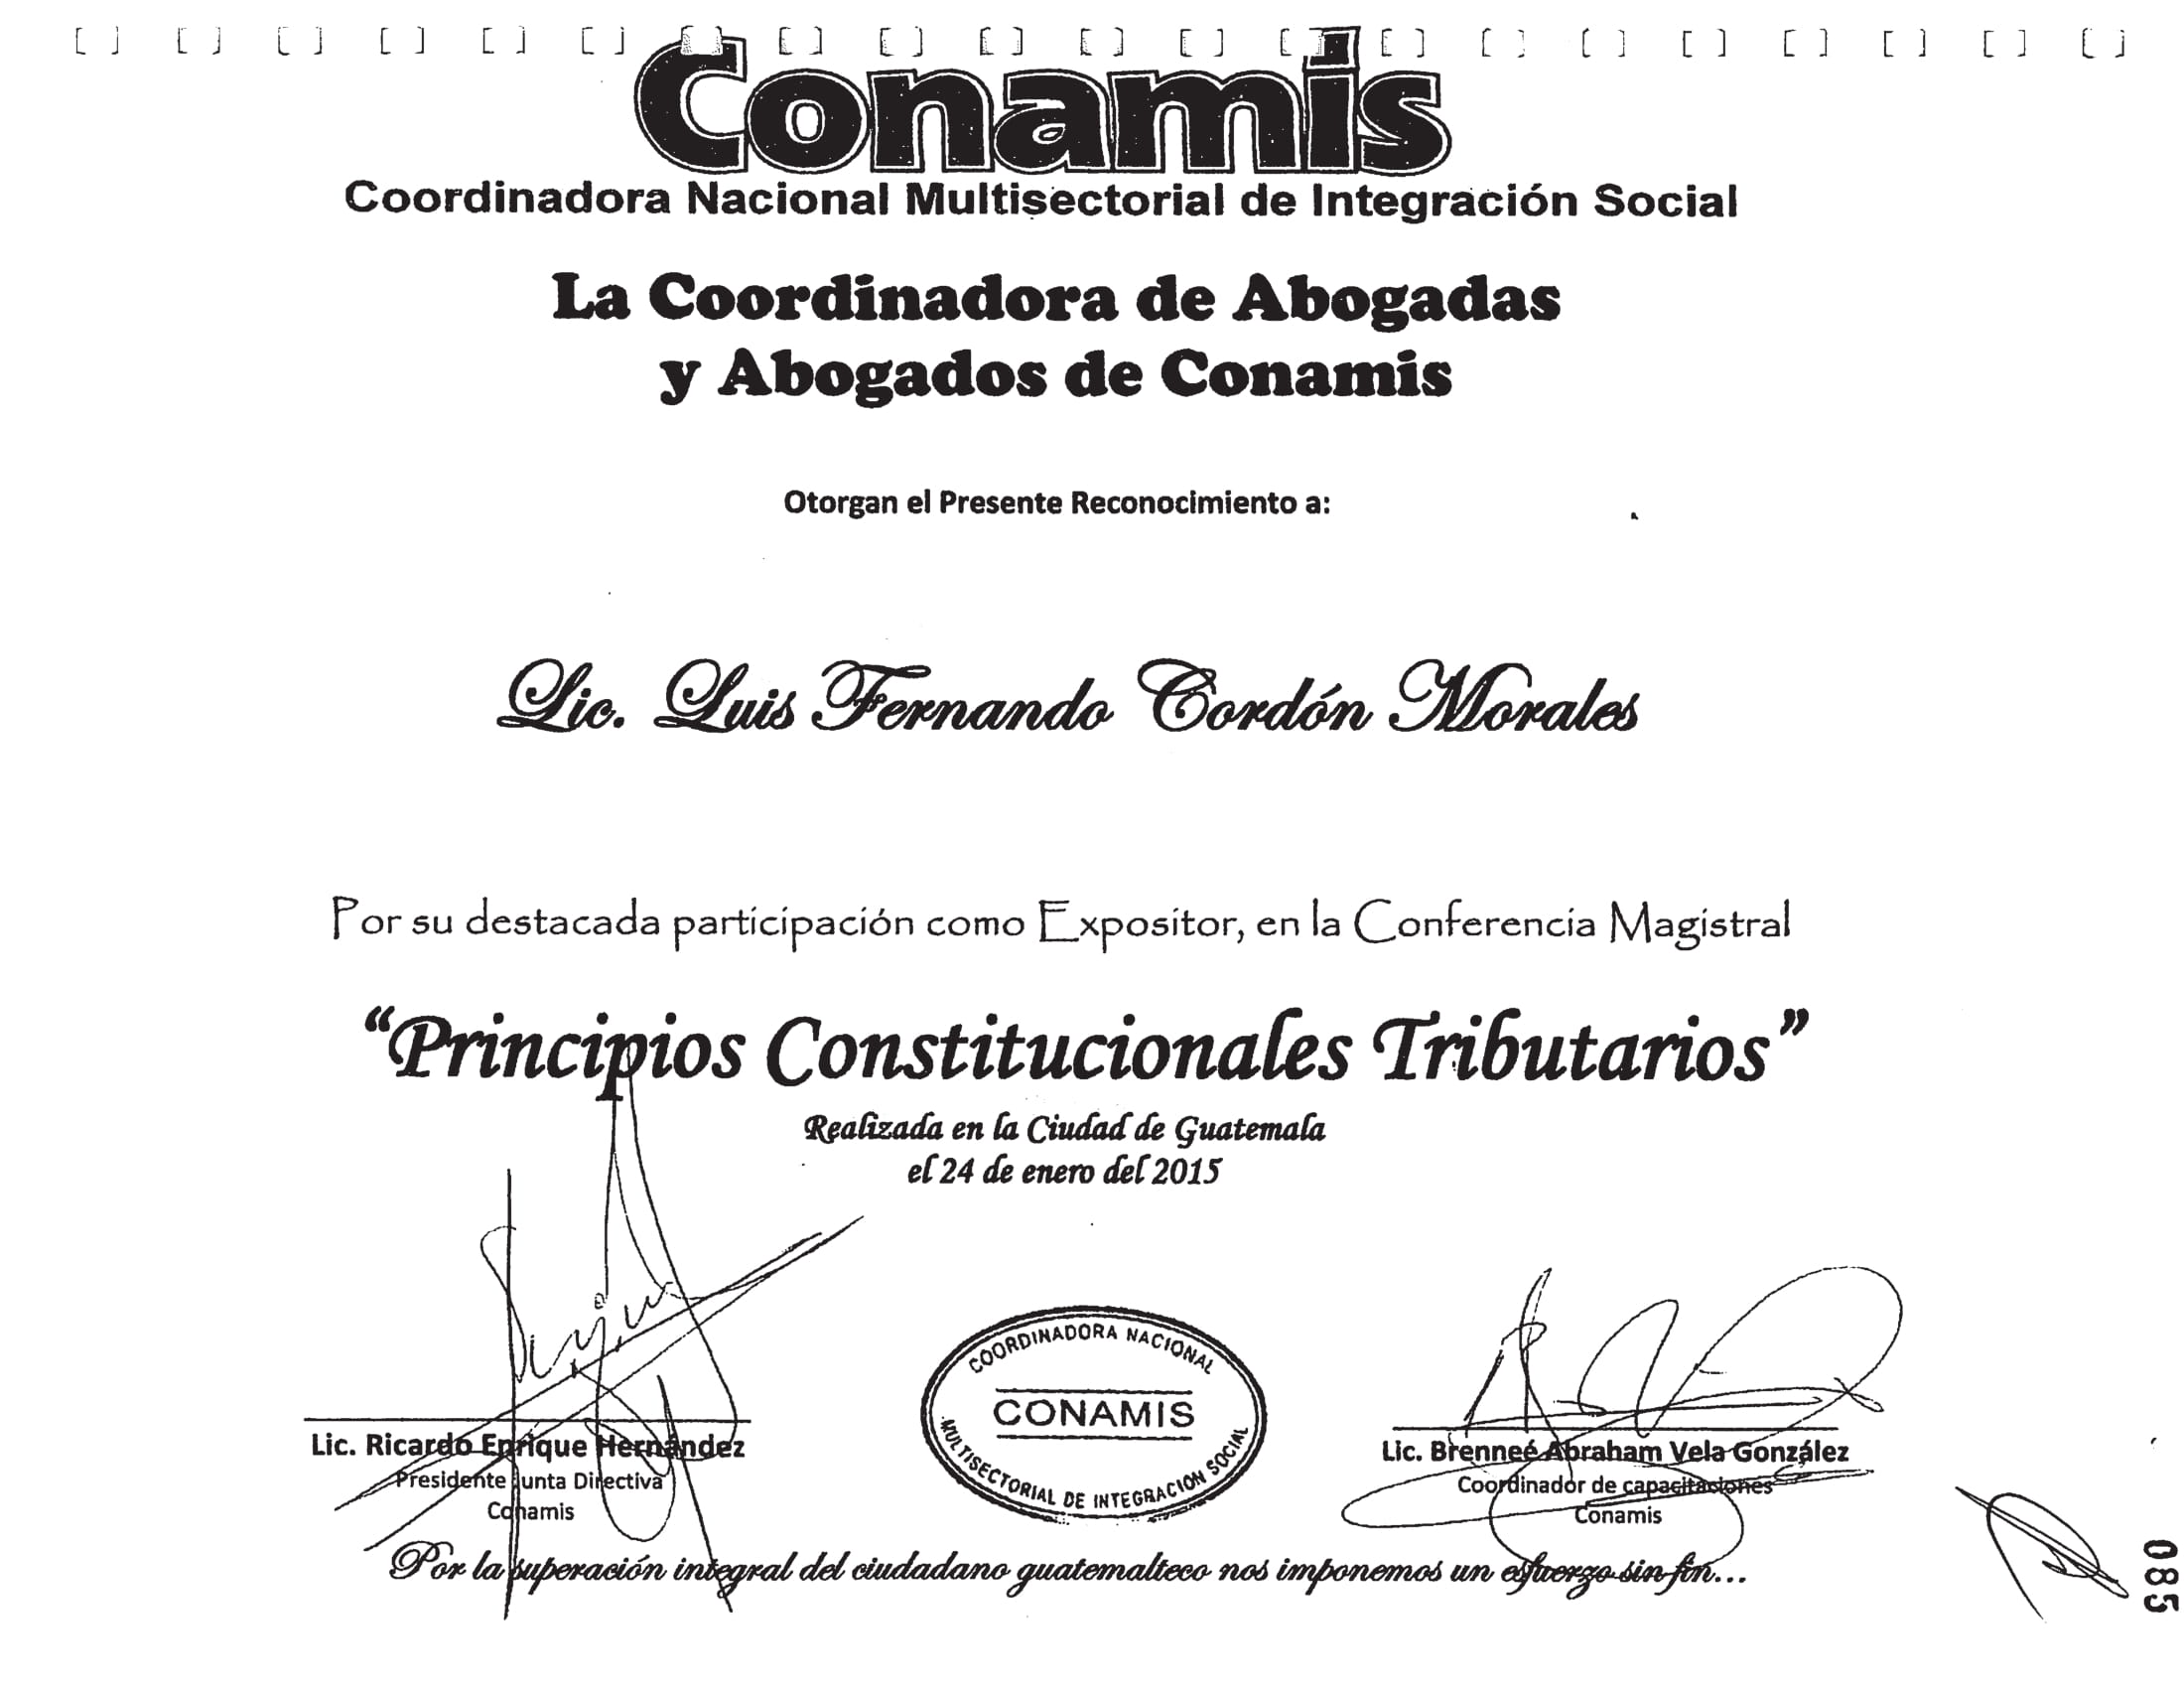 Conamis
Coordinadora Nacional Multisectorial de Integración Social
La Coordinadora de Abogadas
y Abogados de Conamis
Otorgan el Presente Reconocimiento a:
Lic. Luis Fernando Cordón Morales
Por su destacada participación como Expositor, en la Conferencia Magistral
“Principios Constitucionales Tributarios”
Realizada en la Ciudad de Guatemala
el 24 de enero del 2015
COORDINADORA NACIONAL
CONAMIS
MULTISECTORIAL DE INTEGRACION SOCIAL
Lic. Ricardo Enrique Hernández
Presidente Junta Directiva
Conamis
Lic. Brenneé Abraham Vela González
Coordinador de capacitaciones
Conamis
Por la superación integral del ciudadano guatemalteco nos imponemos un esfuerzo sin fin...
085